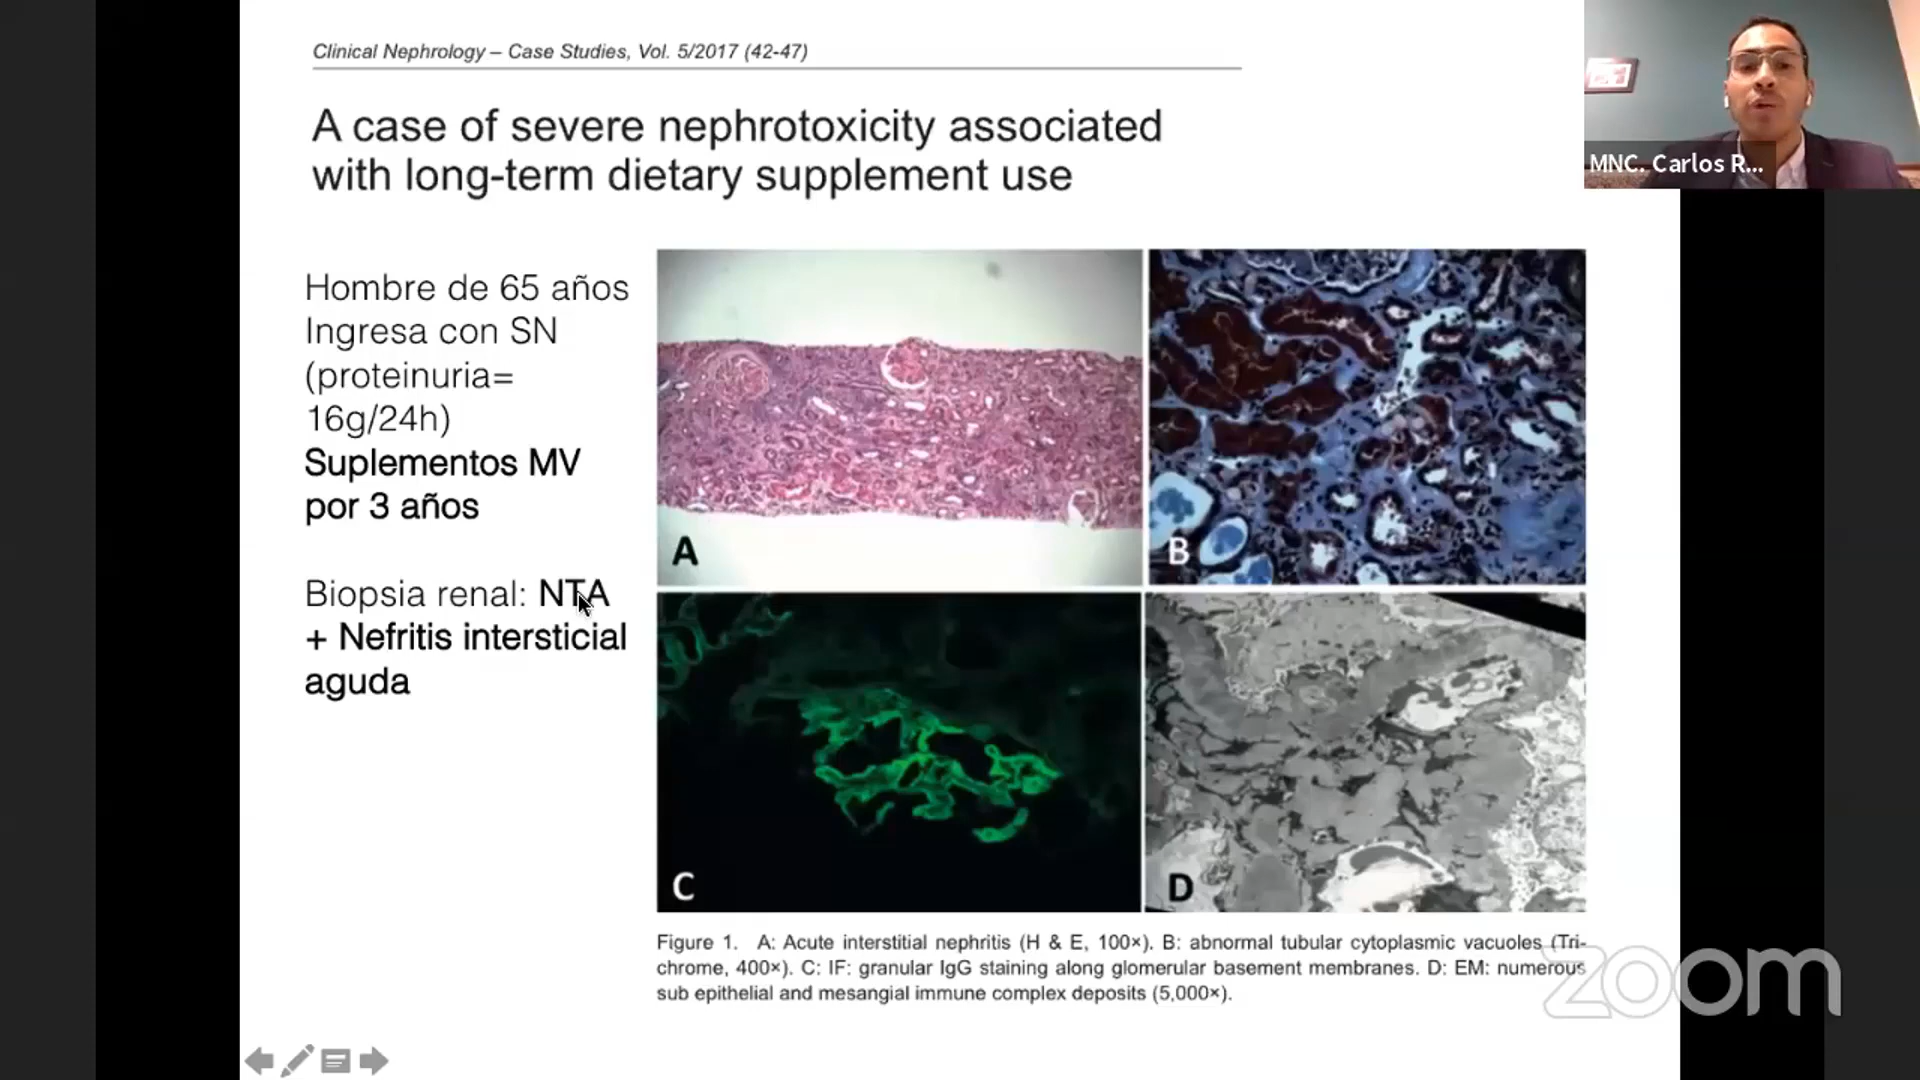 Clinical Nephrology – Case Studies, Vol. 5/2017 (42-47)
A case of severe nephrotoxicity associated
with long-term dietary supplement use
MNC. Carlos R...
Hombre de 65 años
Ingresa con SN
(proteinuria=
16g/24h)
Suplementos MV
por 3 años
Biopsia renal: NTA
+ Nefritis intersticial
aguda
A
B
C
D
Figure 1. A: Acute interstitial nephritis (H & E, 100×). B: abnormal tubular cytoplasmic vacuoles (Tri-
chrome, 400×). C: IF: granular IgG staining along glomerular basement membranes. D: EM: numerous
sub epithelial and mesangial immune complex deposits (5,000×).
zoom